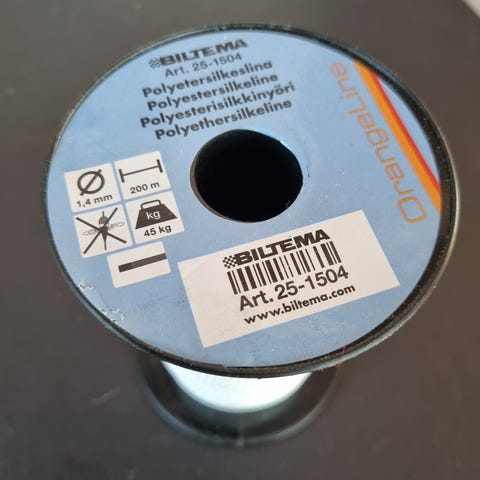 BILTEMA
Art. 25-1504
Polyetersilkeslina
Polyestersilkeline
Polyesterisilkkinyöri
Polyethersilkeline
OrangeLine
1,4 mm
200 m
kg
45 kg
BILTEMA
Art. 25-1504
www.biltema.com